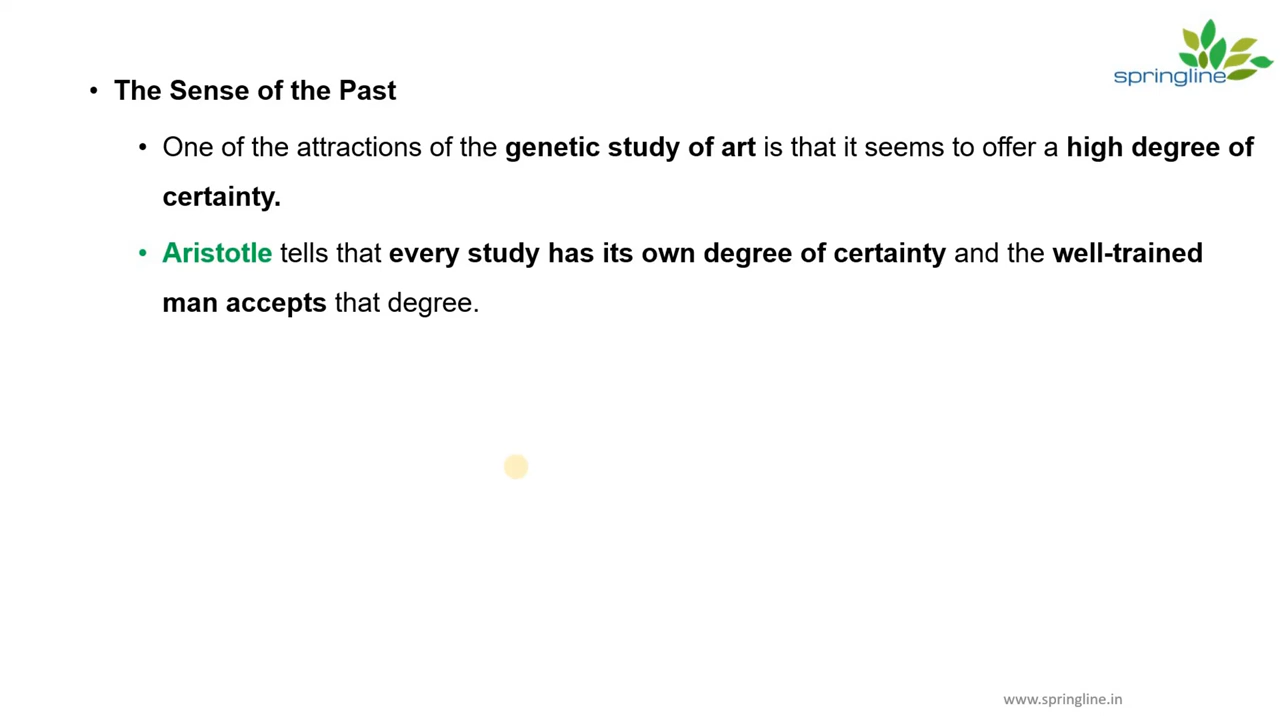 springline
• The Sense of the Past
• One of the attractions of the genetic study of art is that it seems to offer a high degree of
certainty.
• Aristotle tells that every study has its own degree of certainty and the well-trained
man accepts that degree.
www.springline.in